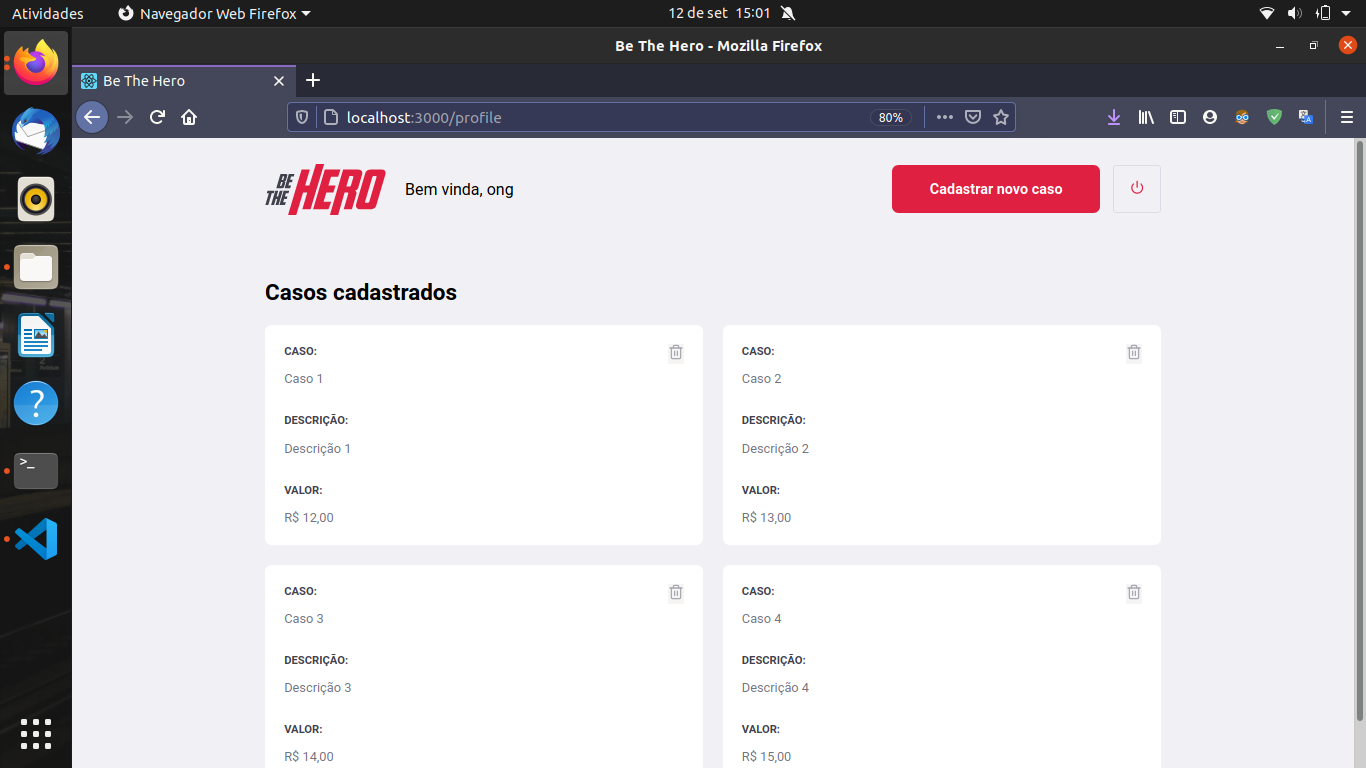 Atividades
Navegador Web Firefox
12 de set 15:01
Be The Hero - Mozilla Firefox
Be The Hero
localhost:3000/profile
80%
BE THE HERO
Bem vinda, ong
Cadastrar novo caso
Casos cadastrados
CASO:
Caso 1
DESCRIÇÃO:
Descrição 1
VALOR:
R$ 12,00
CASO:
Caso 2
DESCRIÇÃO:
Descrição 2
VALOR:
R$ 13,00
CASO:
Caso 3
DESCRIÇÃO:
Descrição 3
VALOR:
R$ 14,00
CASO:
Caso 4
DESCRIÇÃO:
Descrição 4
VALOR:
R$ 15,00